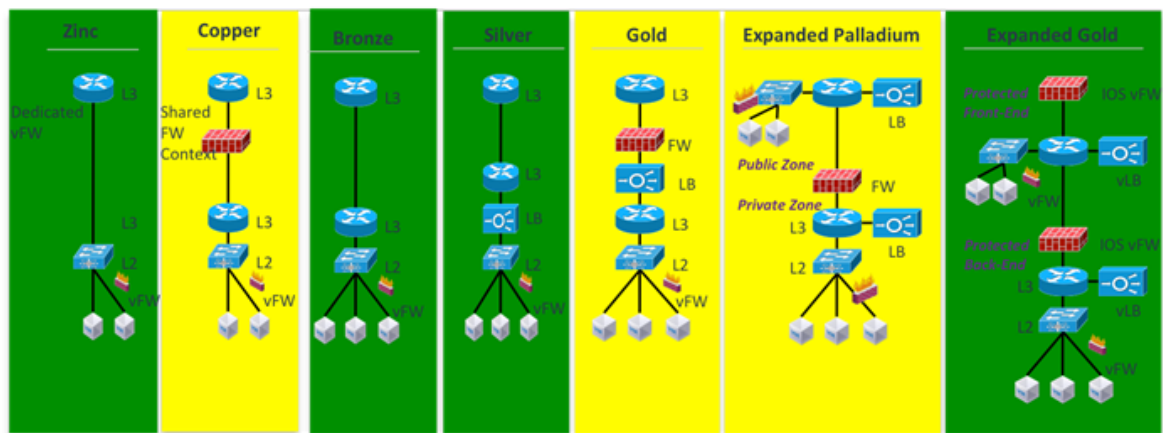 Zinc
L3
Dedicated
vFW
L3
L2
vFW
Copper
L3
Shared
FW
Context
L3
L2
vFW
Bronze
L3
L3
L2
vFW
Silver
L3
L3
LB
L2
vFW
Gold
L3
FW
LB
L3
L2
vFW
Expanded Palladium
LB
Public Zone
FW
Private Zone
L3
LB
L2
Expanded Gold
Protected
Front-End
IOS vFW
vLB
vFW
Protected
Back-End
IOS vFW
L3
vLB
L2
vFW